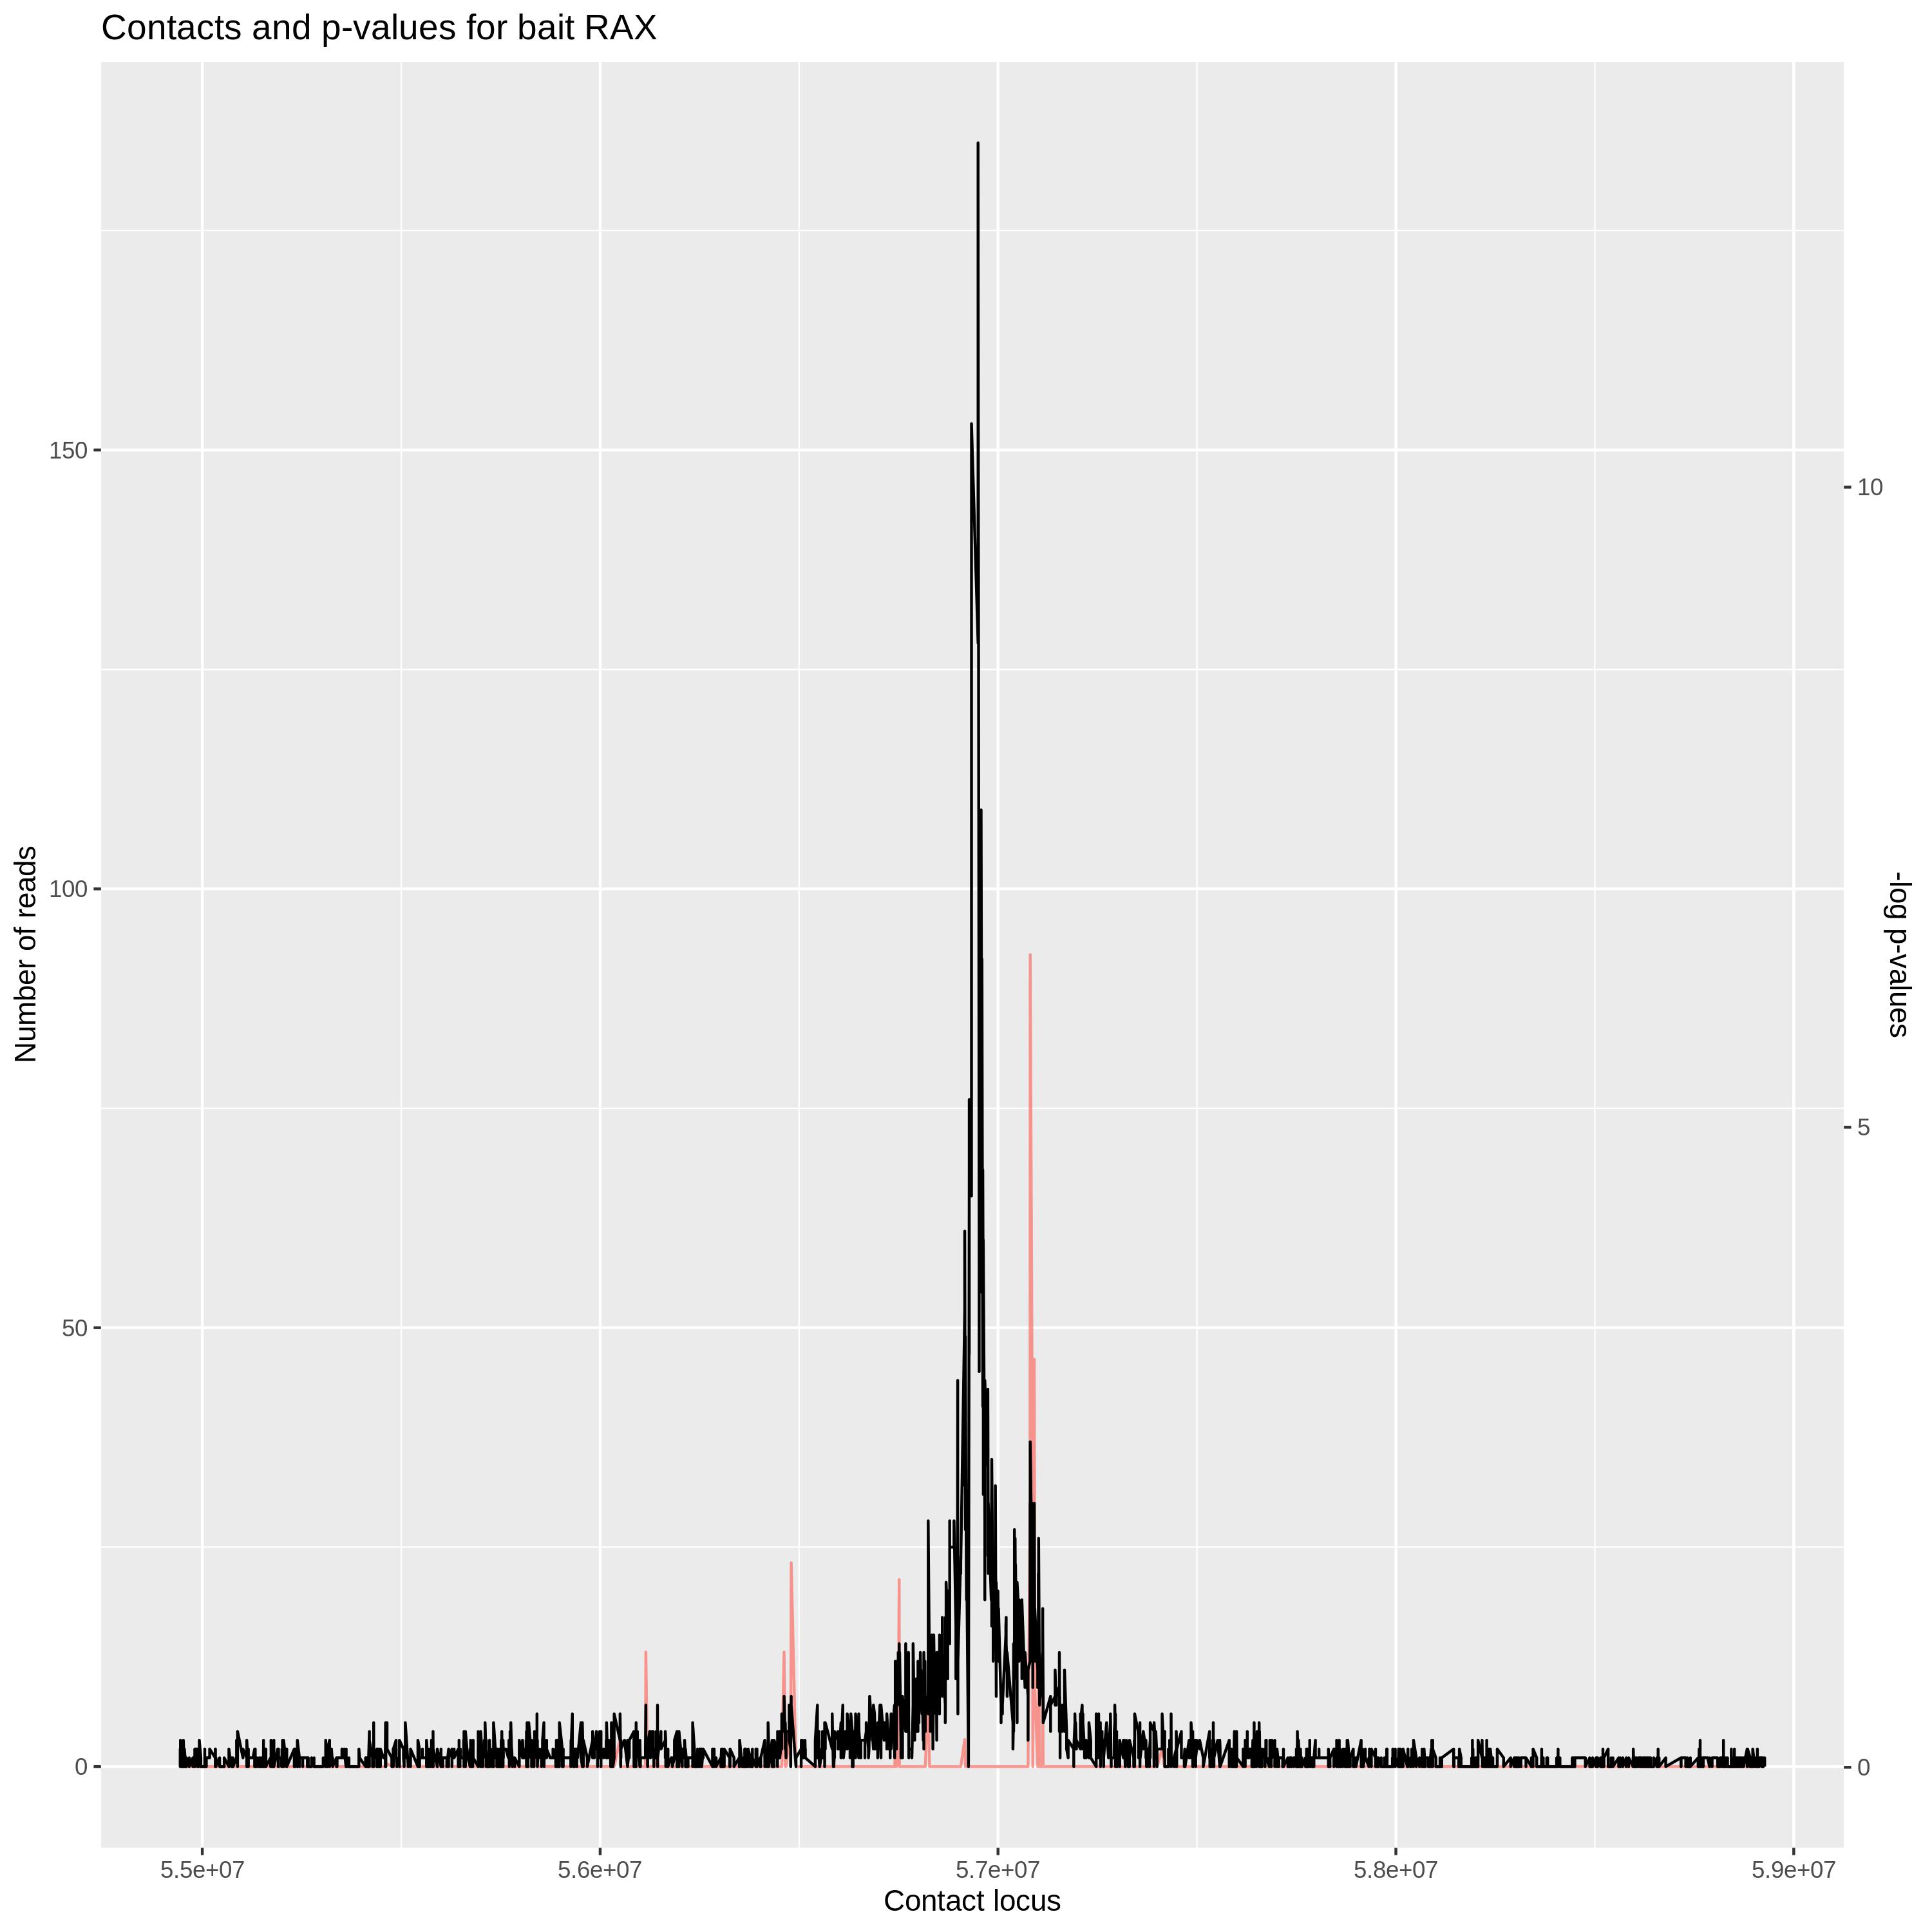 Contacts and p-values for bait RAX
Number of reads
150
100
50
0
10
5
0
-log p-values
5.5e+07
5.6e+07
5.7e+07
5.8e+07
5.9e+07
Contact locus